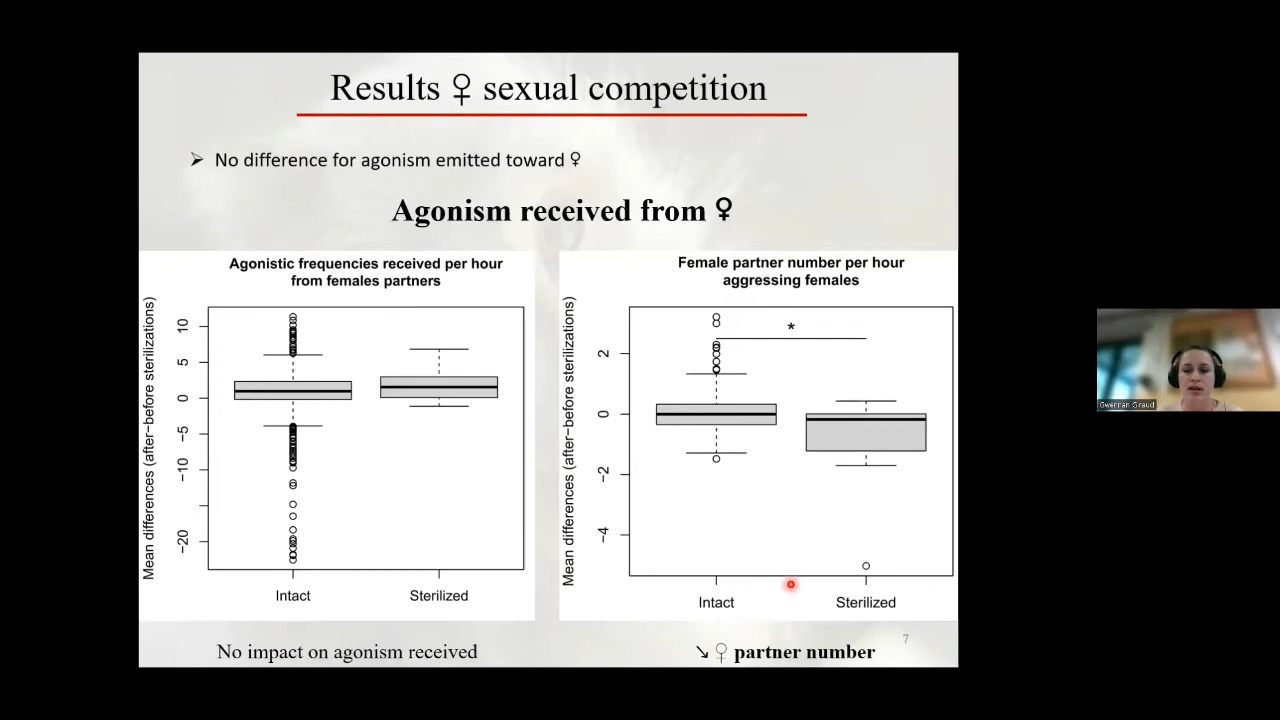 Results ♀ sexual competition
➢ No difference for agonism emitted toward ♀
Agonism received from ♀
Agonistic frequencies received per hour
from females partners
Mean differences (after−before sterilizations)
10
5
0
−5
−10
−20
Intact
Sterilized
No impact on agonism received
Female partner number per hour
aggressing females
Mean differences (after−before sterilizations)
*
2
0
−2
−4
Intact
Sterilized
↘ ♀ partner number
7
Gwennan Giraud